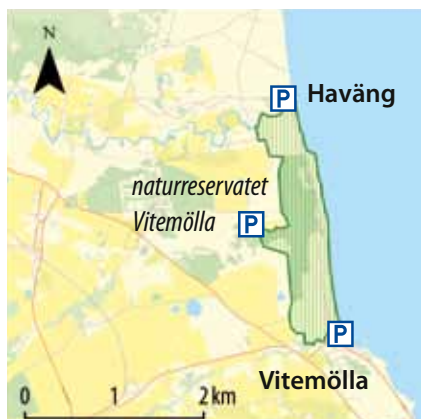 N
P Haväng
naturreservatet
Vitemölla P
P
Vitemölla
0 1 2 km